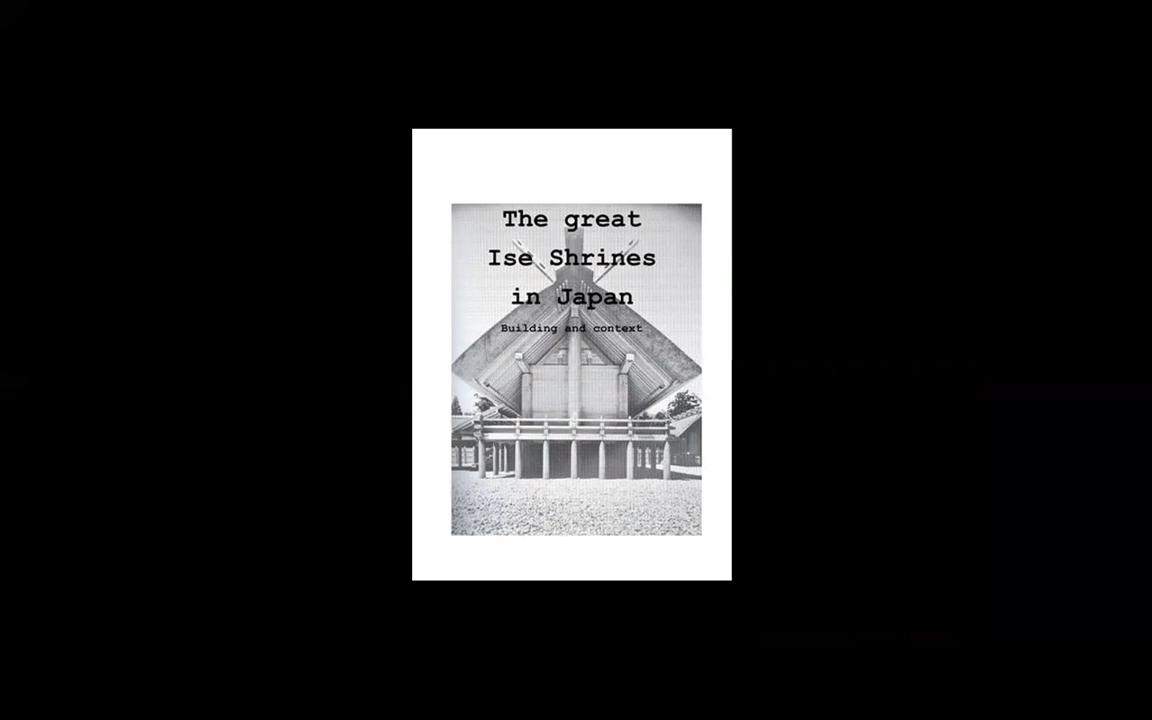 The great
Ise Shrines
in Japan
Building and context